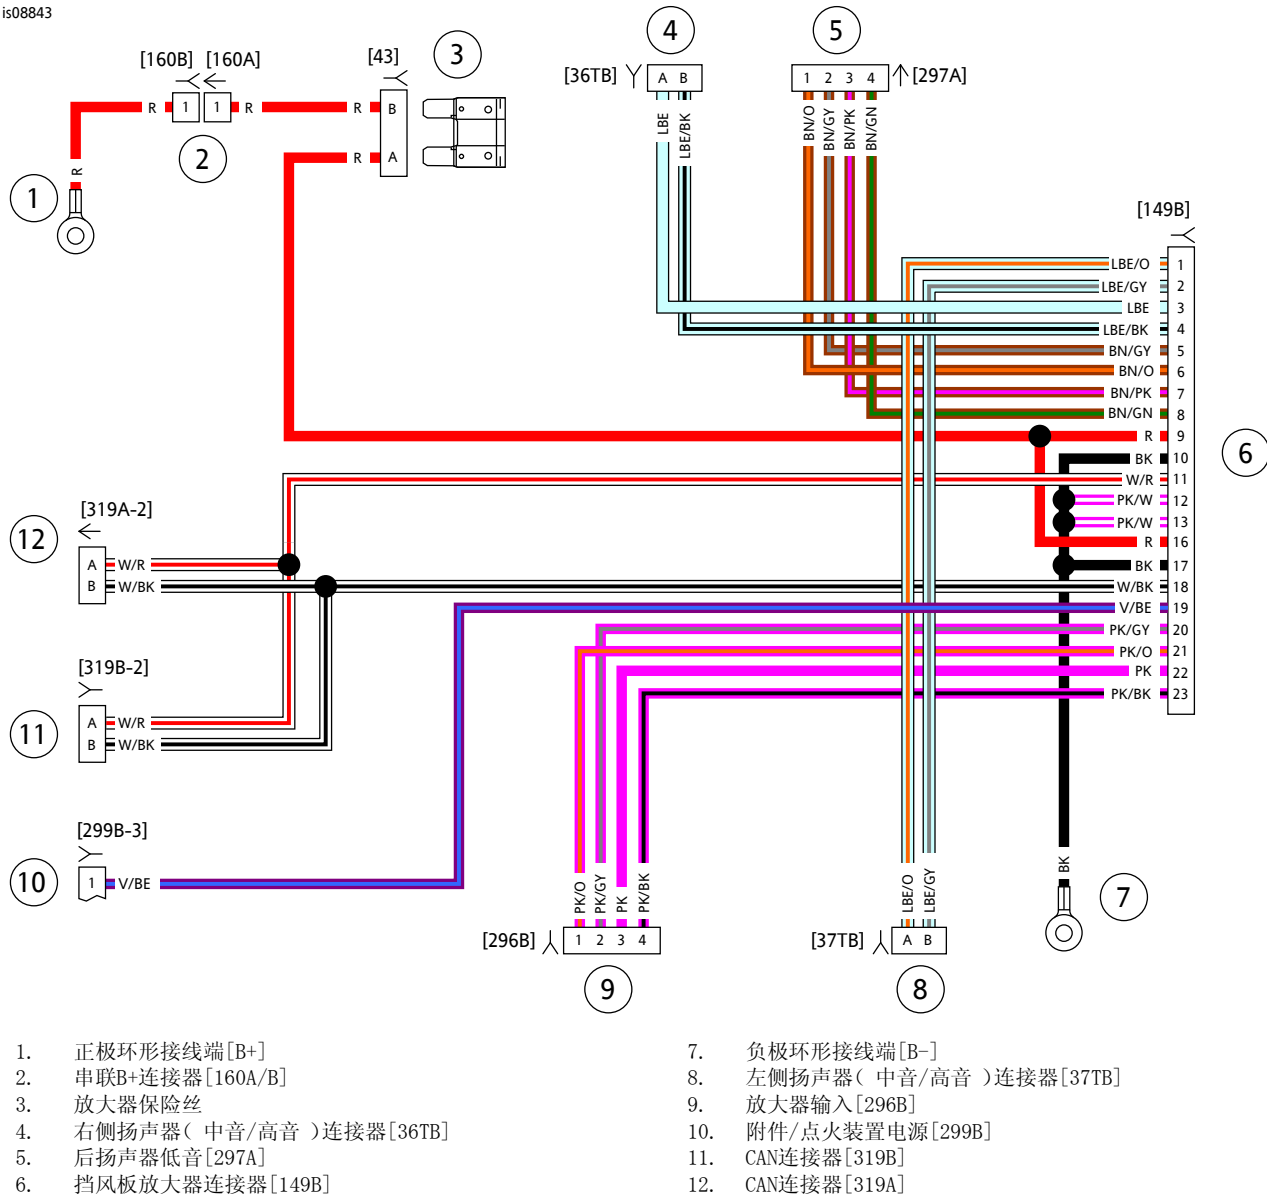 is08843
[160B] [160A]
[43]
3
[36TB]
4
5
[297A]
R 1 1 R R B
R A
2
1
R
A B
LBE
LBE/BK
1 2 3 4
BN/O
BN/GY
BN/PK
BN/GN
[149B]
LBE/O 1
LBE/GY 2
LBE 3
LBE/BK 4
BN/GY 5
BN/O 6
BN/PK 7
BN/GN 8
R 9
BK 10
W/R 11
PK/W 12
PK/W 13
R 16
BK 17
W/BK 18
V/BE 19
PK/GY 20
PK/O 21
PK 22
PK/BK 23
6
[319A-2]
12
A W/R
B W/BK
[319B-2]
11
A W/R
B W/BK
[299B-3]
10
1 V/BE
PK/O
PK/GY
PK
PK/BK
[296B] 1 2 3 4
9
LBE/O
LBE/GY
[37TB] A B
8
BK
7
1. 正极环形接线端[B+]
2. 串联B+连接器[160A/B]
3. 放大器保险丝
4. 右侧扬声器( 中音/高音 )连接器[36TB]
5. 后扬声器低音[297A]
6. 挡风板放大器连接器[149B]
7. 负极环形接线端[B-]
8. 左侧扬声器( 中音/高音 )连接器[37TB]
9. 放大器输入[296B]
10. 附件/点火装置电源[299B]
11. CAN连接器[319B]
12. CAN连接器[319A]